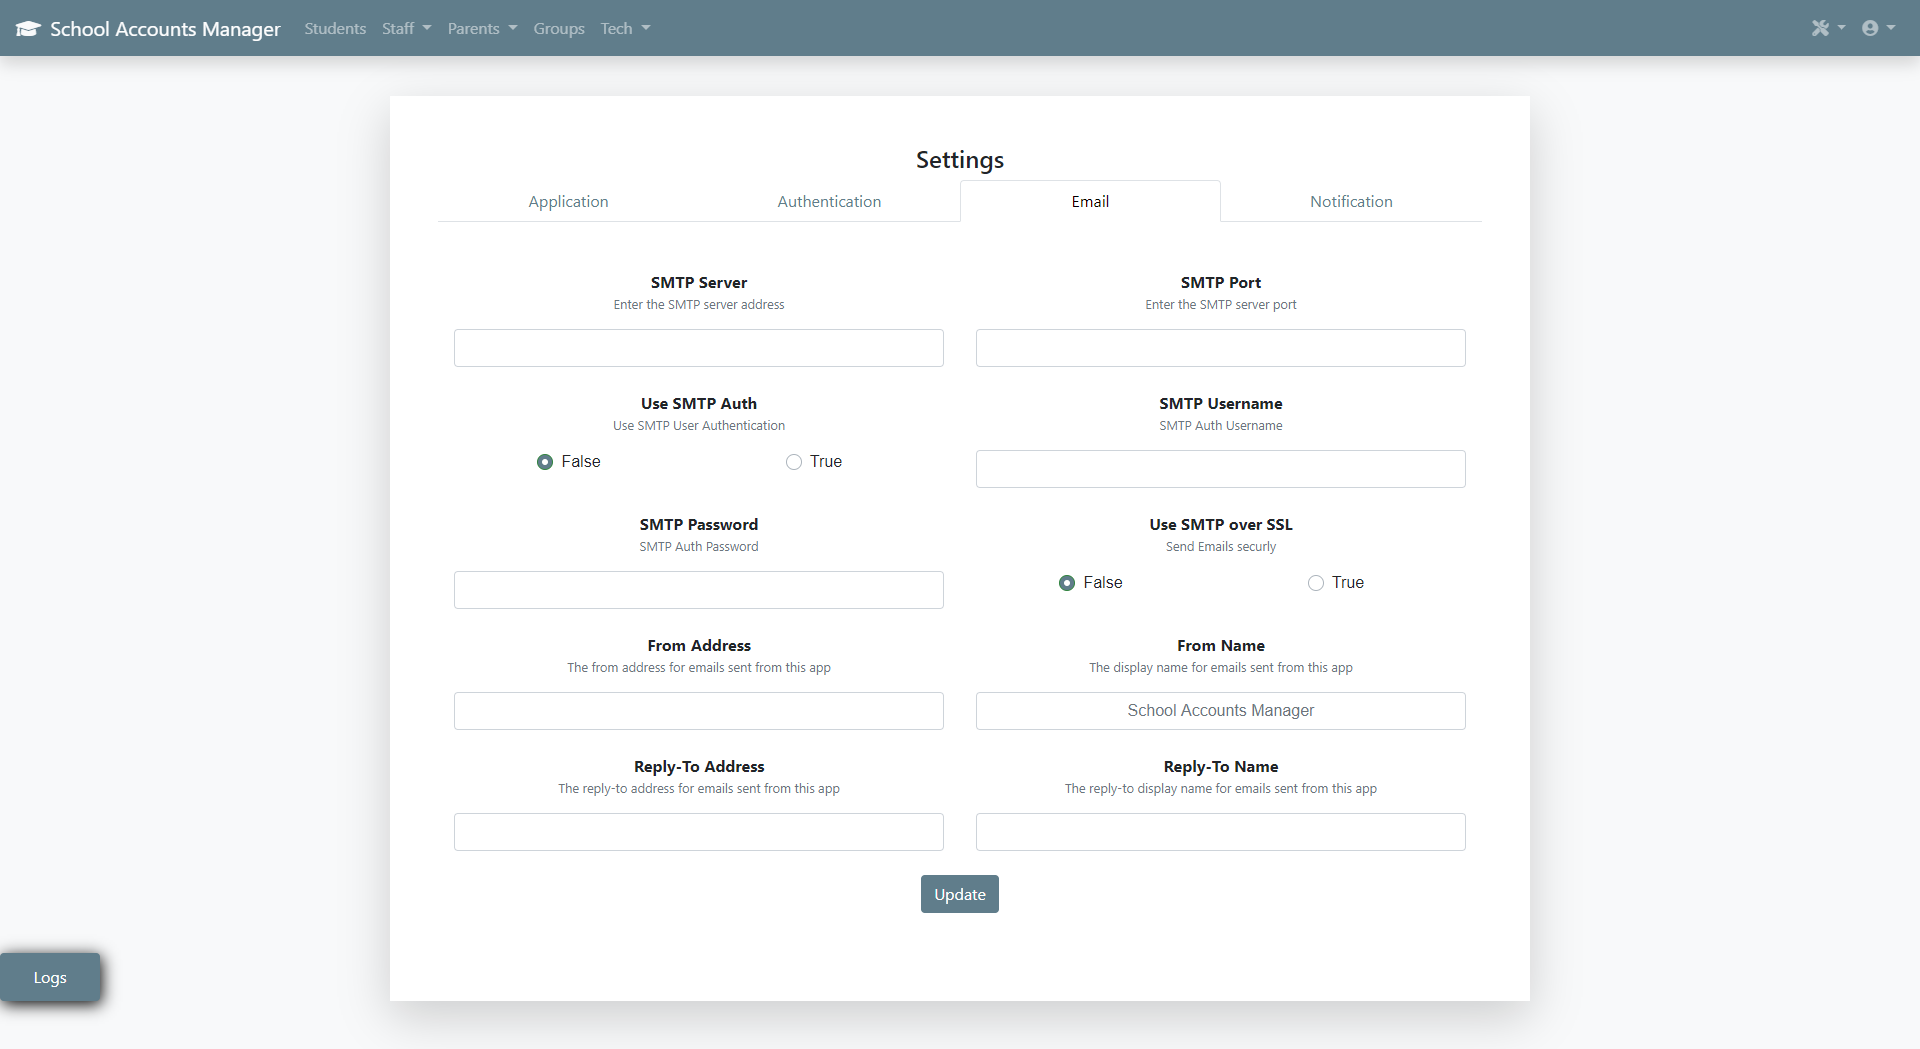 School Accounts Manager Students Staff Parents Groups Tech
Settings
Application Authentication Email Notification
SMTP Server
Enter the SMTP server address
SMTP Port
Enter the SMTP server port
Use SMTP Auth
Use SMTP User Authentication
False True
SMTP Username
SMTP Auth Username
SMTP Password
SMTP Auth Password
Use SMTP over SSL
Send Emails securly
False True
From Address
The from address for emails sent from this app
From Name
The display name for emails sent from this app
School Accounts Manager
Reply-To Address
The reply-to address for emails sent from this app
Reply-To Name
The reply-to display name for emails sent from this app
Update
Logs